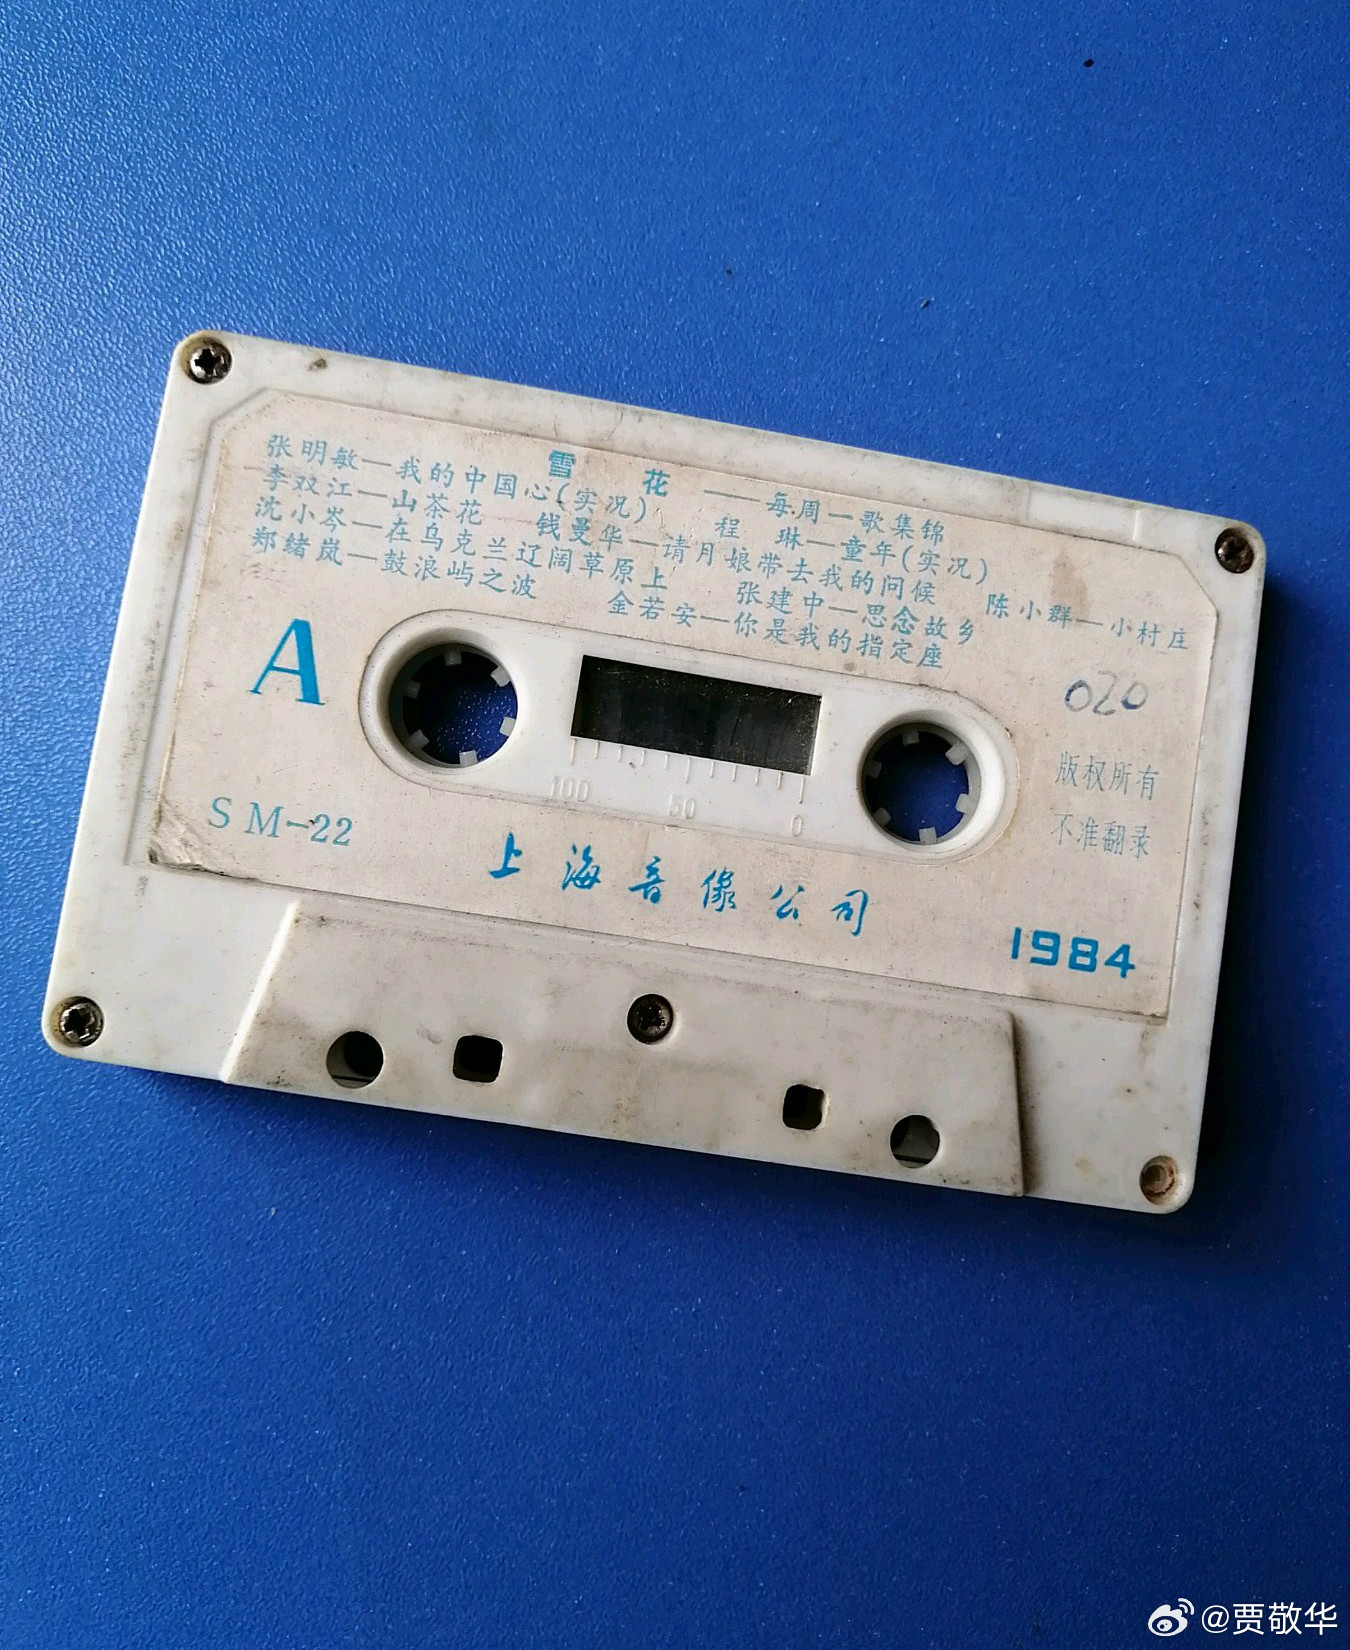 雪 花 ——每周一歌集锦
张明敏—我的中国心(实况) 程 琳—童年(实况)
李双江—山茶花 钱曼华—请月娘带去我的问候 陈小群—小村庄
沈小岑—在乌克兰辽阔草原上 张建中—思念故乡
郑绪岚—鼓浪屿之波 金若安—你是我的指定座
A
020
100 50 0
版权所有
不准翻录
SM-22
上海音像公司
1984
@贾敬华